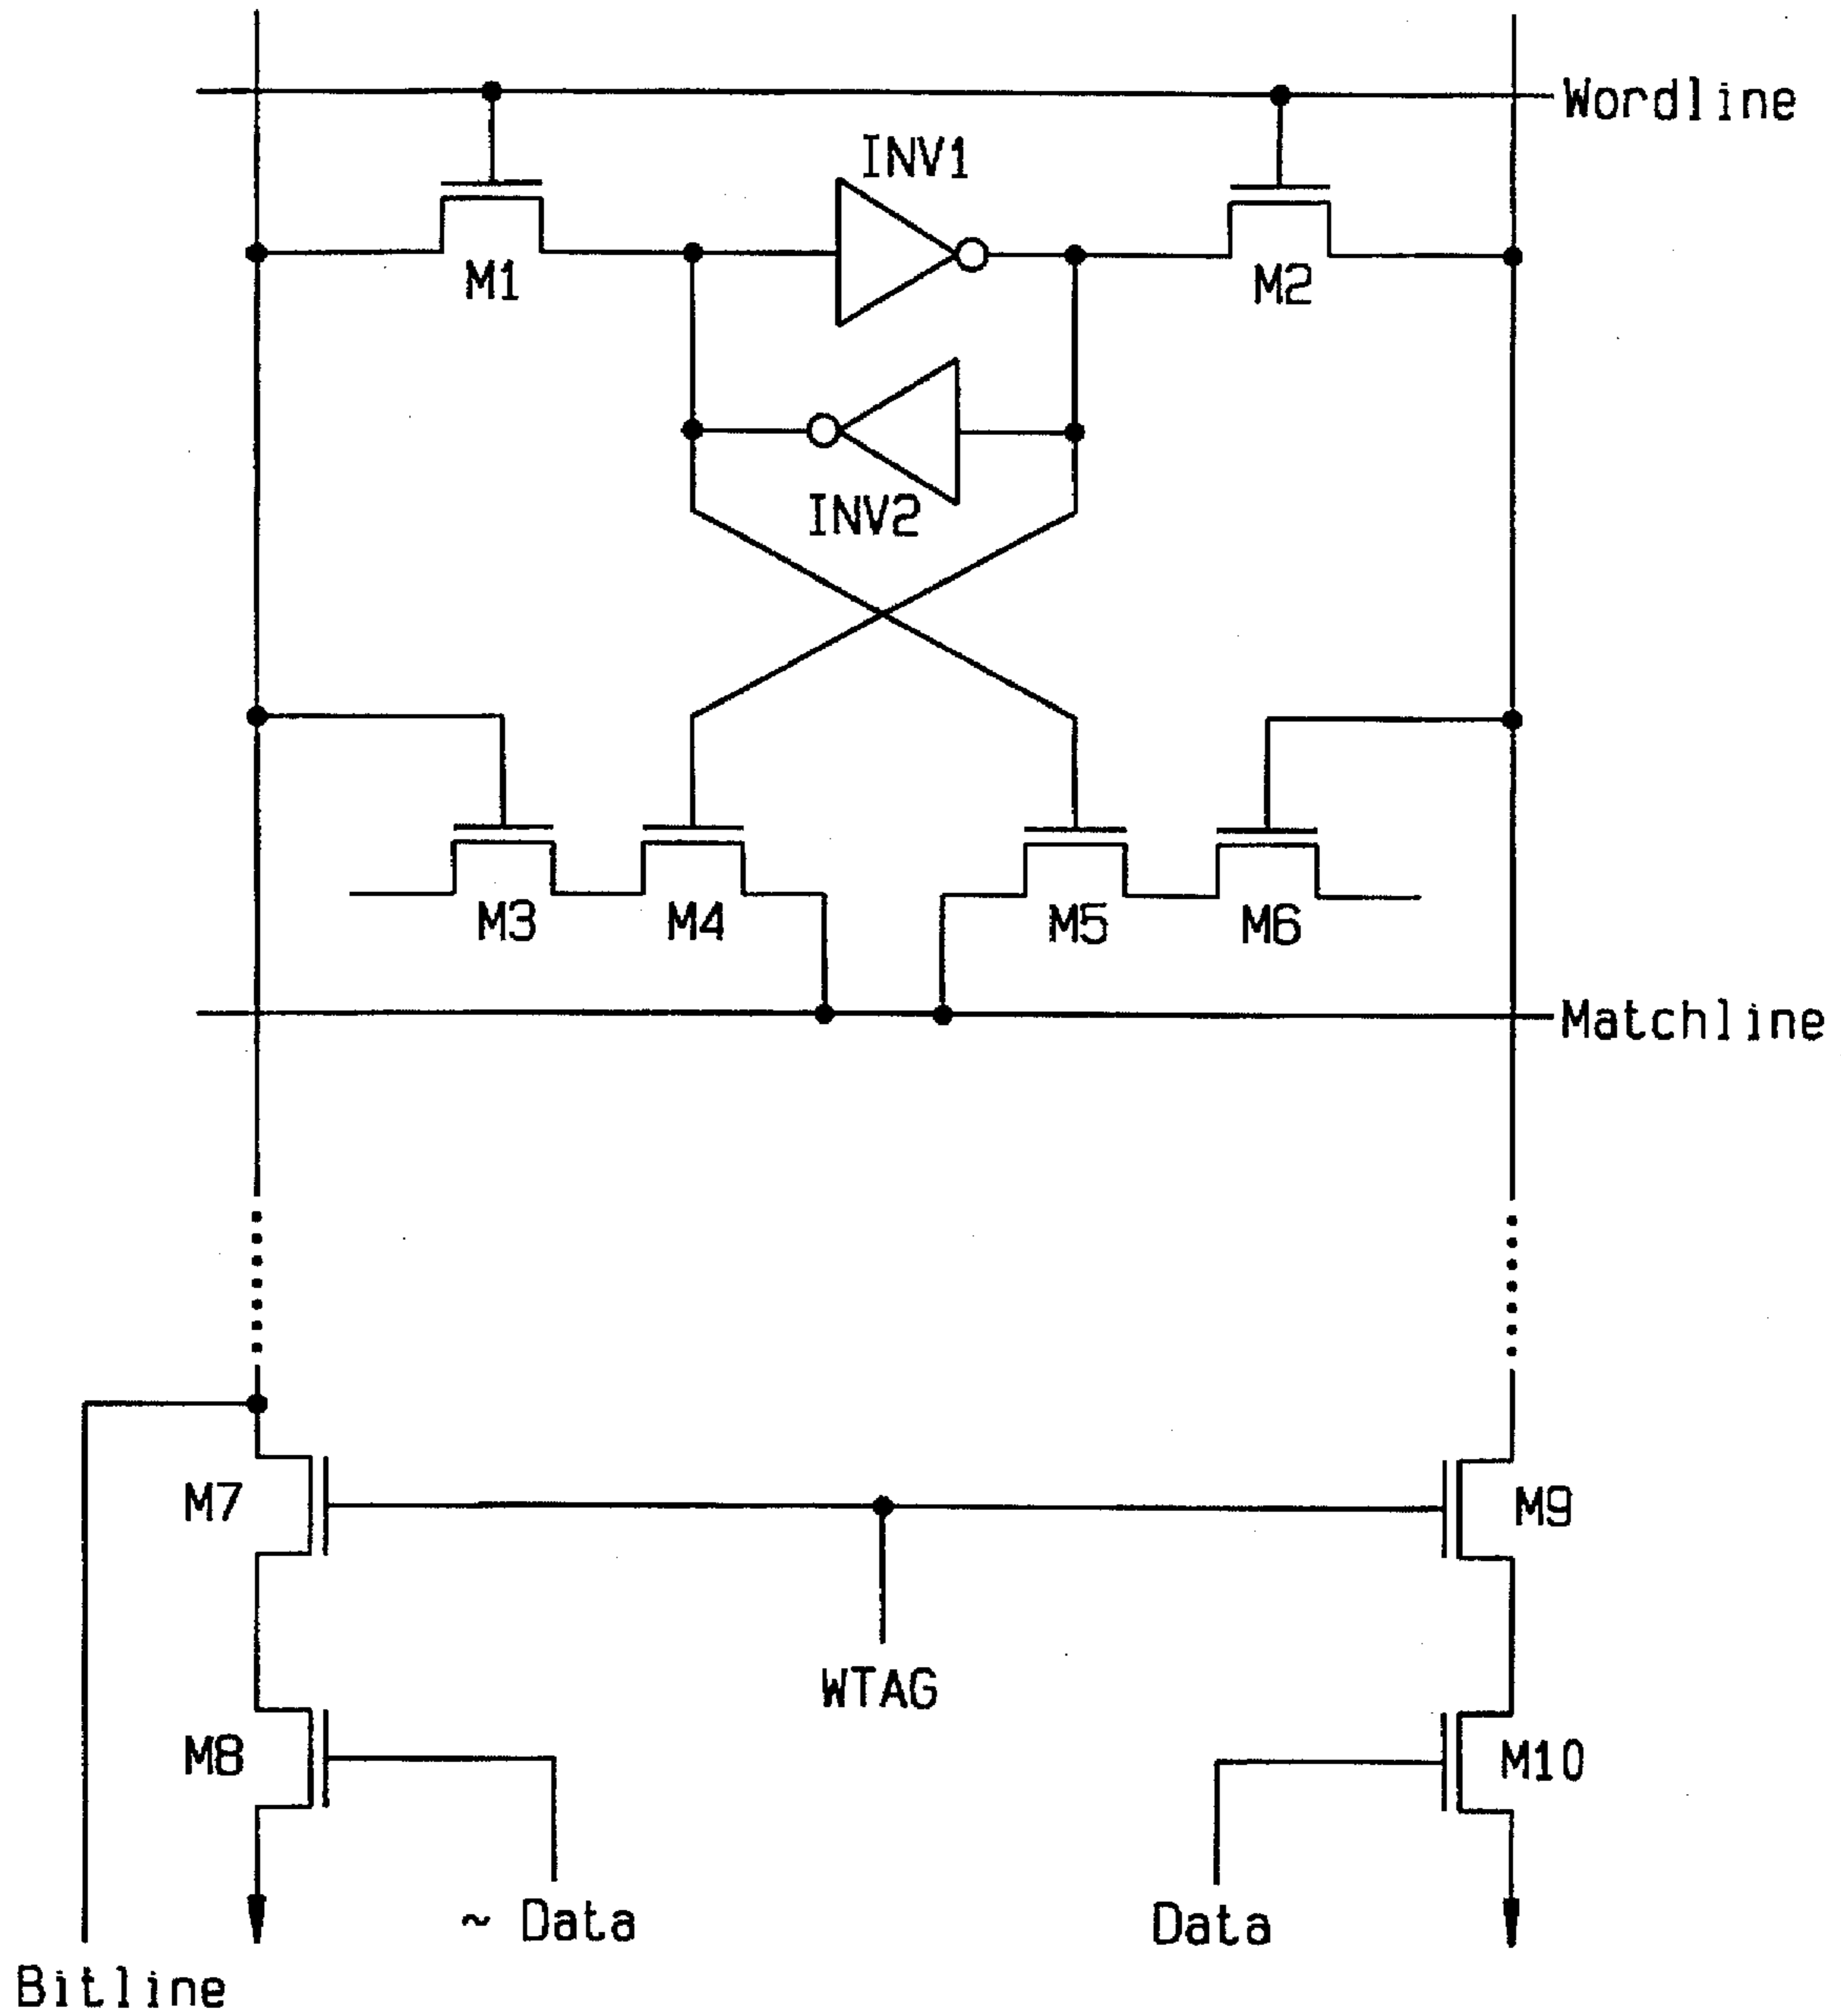 Wordline
INV1
M1
M2
INV2
M3
M4
M5
M6
Matchline
M7
M9
WTAG
M8
M10
~ Data
Data
Bitline